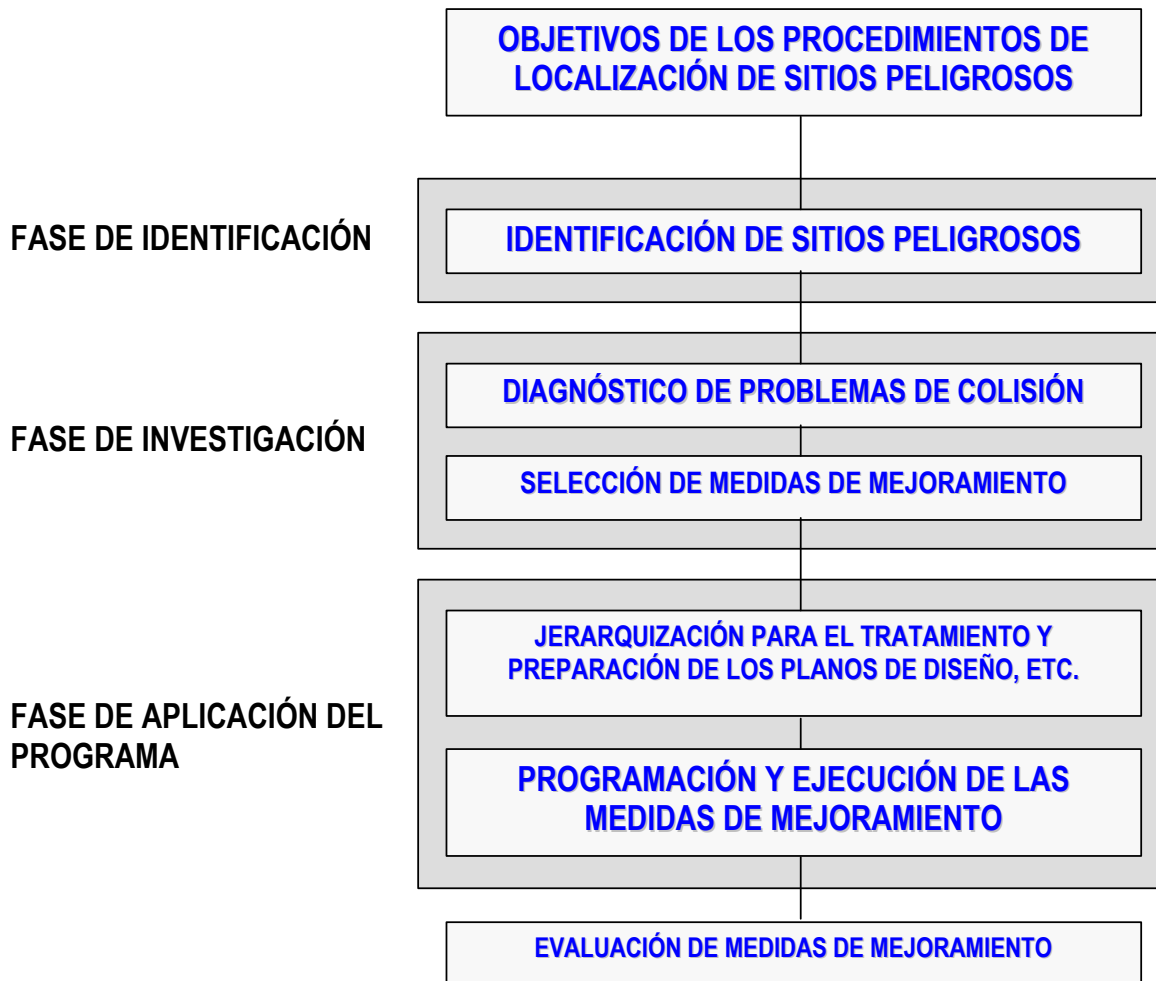 OBJETIVOS DE LOS PROCEDIMIENTOS DE
LOCALIZACIÓN DE SITIOS PELIGROSOS
FASE DE IDENTIFICACIÓN
IDENTIFICACIÓN DE SITIOS PELIGROSOS
FASE DE INVESTIGACIÓN
DIAGNÓSTICO DE PROBLEMAS DE COLISIÓN
SELECCIÓN DE MEDIDAS DE MEJORAMIENTO
FASE DE APLICACIÓN DEL
PROGRAMA
JERARQUIZACIÓN PARA EL TRATAMIENTO Y
PREPARACIÓN DE LOS PLANOS DE DISEÑO, ETC.
PROGRAMACIÓN Y EJECUCIÓN DE LAS
MEDIDAS DE MEJORAMIENTO
EVALUACIÓN DE MEDIDAS DE MEJORAMIENTO